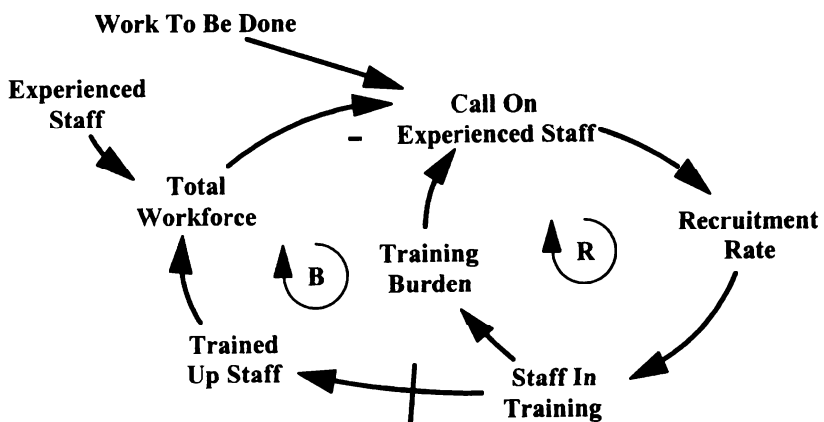 Work To Be Done
Experienced
Staff
Call On
Experienced Staff
–
Total
Workforce
Recruitment
Rate
Training
Burden
B
R
Trained
Up Staff
Staff In
Training